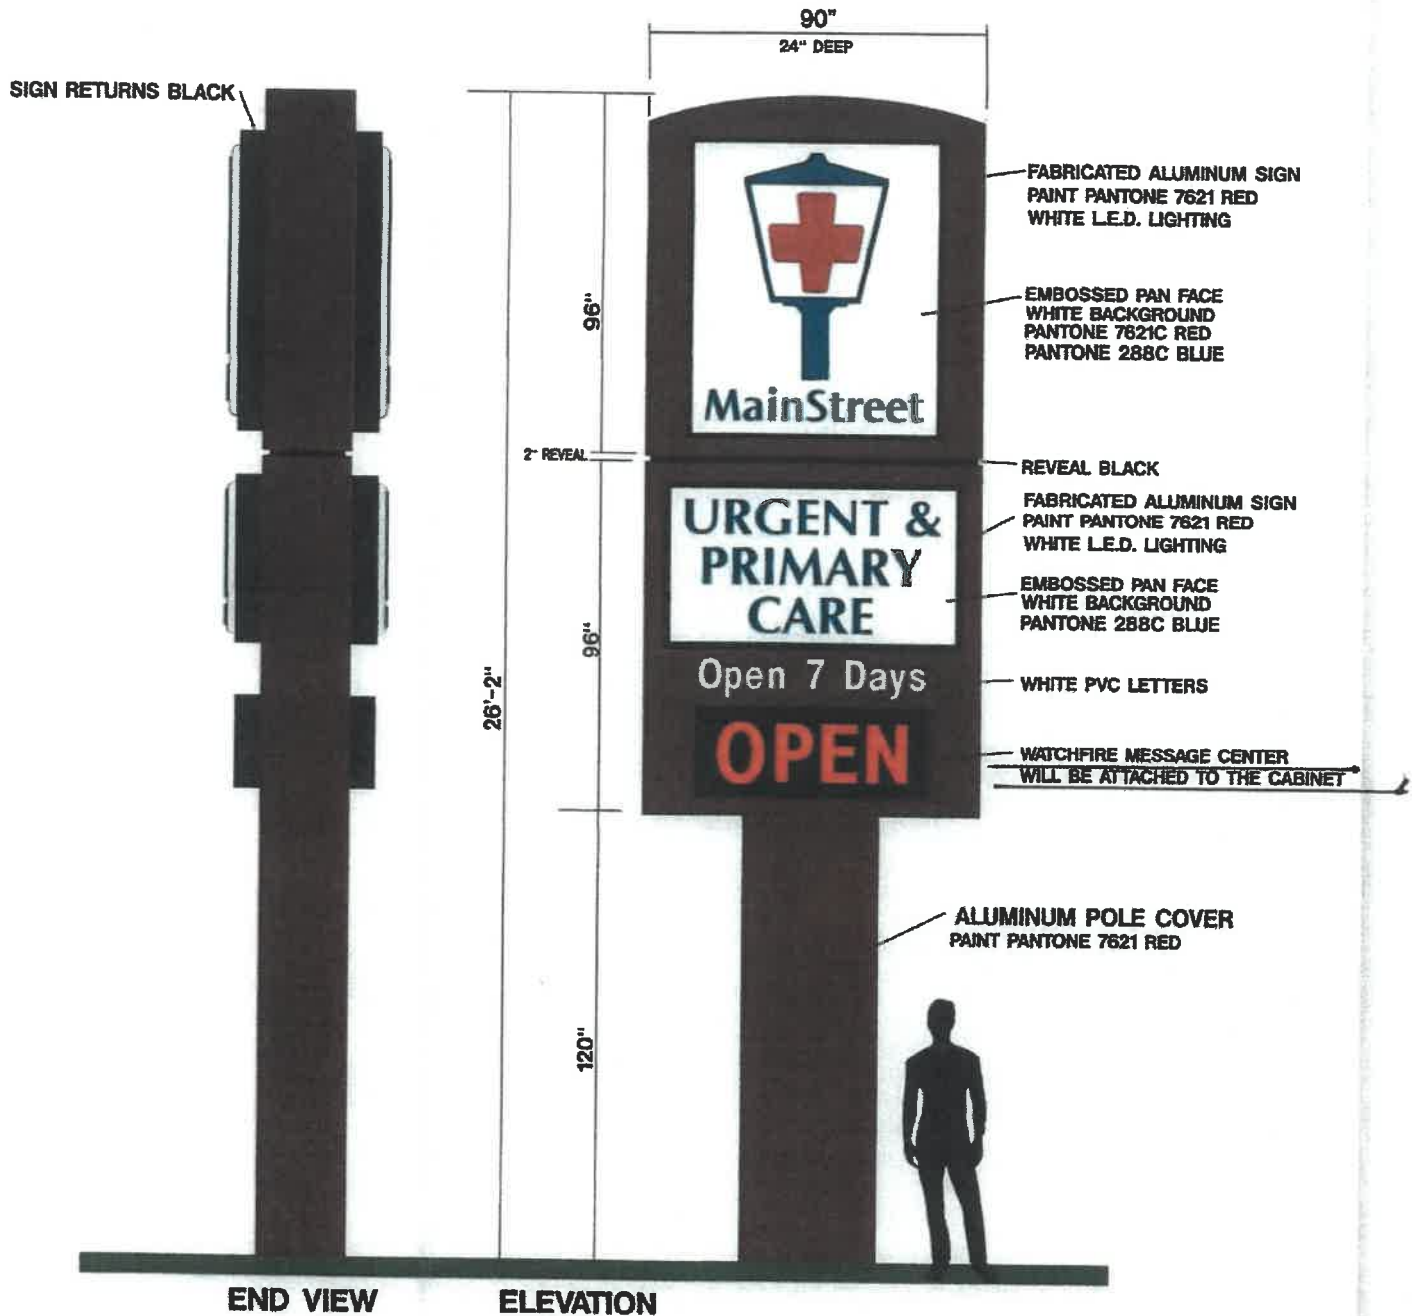 90"
24" DEEP
SIGN RETURNS BLACK
FABRICATED ALUMINUM SIGN
PAINT PANTONE 7621 RED
WHITE L.E.D. LIGHTING
EMBOSSED PAN FACE
WHITE BACKGROUND
PANTONE 7621C RED
PANTONE 288C BLUE
96"
MainStreet
2" REVEAL
REVEAL BLACK
URGENT &
PRIMARY
CARE
FABRICATED ALUMINUM SIGN
PAINT PANTONE 7621 RED
WHITE L.E.D. LIGHTING
EMBOSSED PAN FACE
WHITE BACKGROUND
PANTONE 288C BLUE
96"
26'-2"
Open 7 Days
WHITE PVC LETTERS
OPEN
WATCHFIRE MESSAGE CENTER
WILL BE ATTACHED TO THE CABINET
ALUMINUM POLE COVER
PAINT PANTONE 7621 RED
120"
END VIEW
ELEVATION